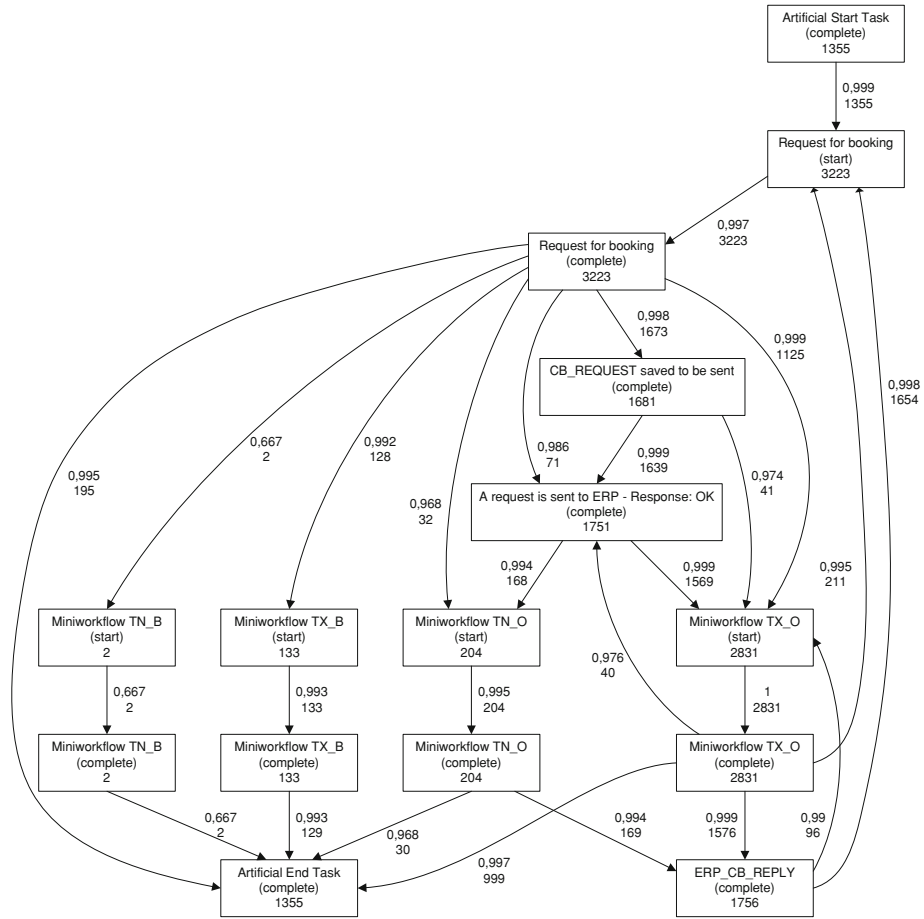 Artificial Start Task
(complete)
1355
0,999
1355
Request for booking
(start)
3223
0,997
3223
Request for booking
(complete)
3223
0,998
1673
0,999
1125
CB_REQUEST saved to be sent
(complete)
1681
0,998
1654
0,667
2
0,992
128
0,986
71
0,999
1639
0,974
41
0,995
195
0,968
32
A request is sent to ERP - Response: OK
(complete)
1751
0,994
168
0,999
1569
0,995
211
Miniworkflow TN_B
(start)
2
Miniworkflow TX_B
(start)
133
Miniworkflow TN_O
(start)
204
Miniworkflow TX_O
(start)
2831
0,976
40
0,667
2
0,993
133
0,995
204
1
2831
Miniworkflow TN_B
(complete)
2
Miniworkflow TX_B
(complete)
133
Miniworkflow TN_O
(complete)
204
Miniworkflow TX_O
(complete)
2831
0,667
2
0,993
129
0,968
30
0,997
999
0,994
169
0,999
1576
0,99
96
Artificial End Task
(complete)
1355
ERP_CB_REPLY
(complete)
1756